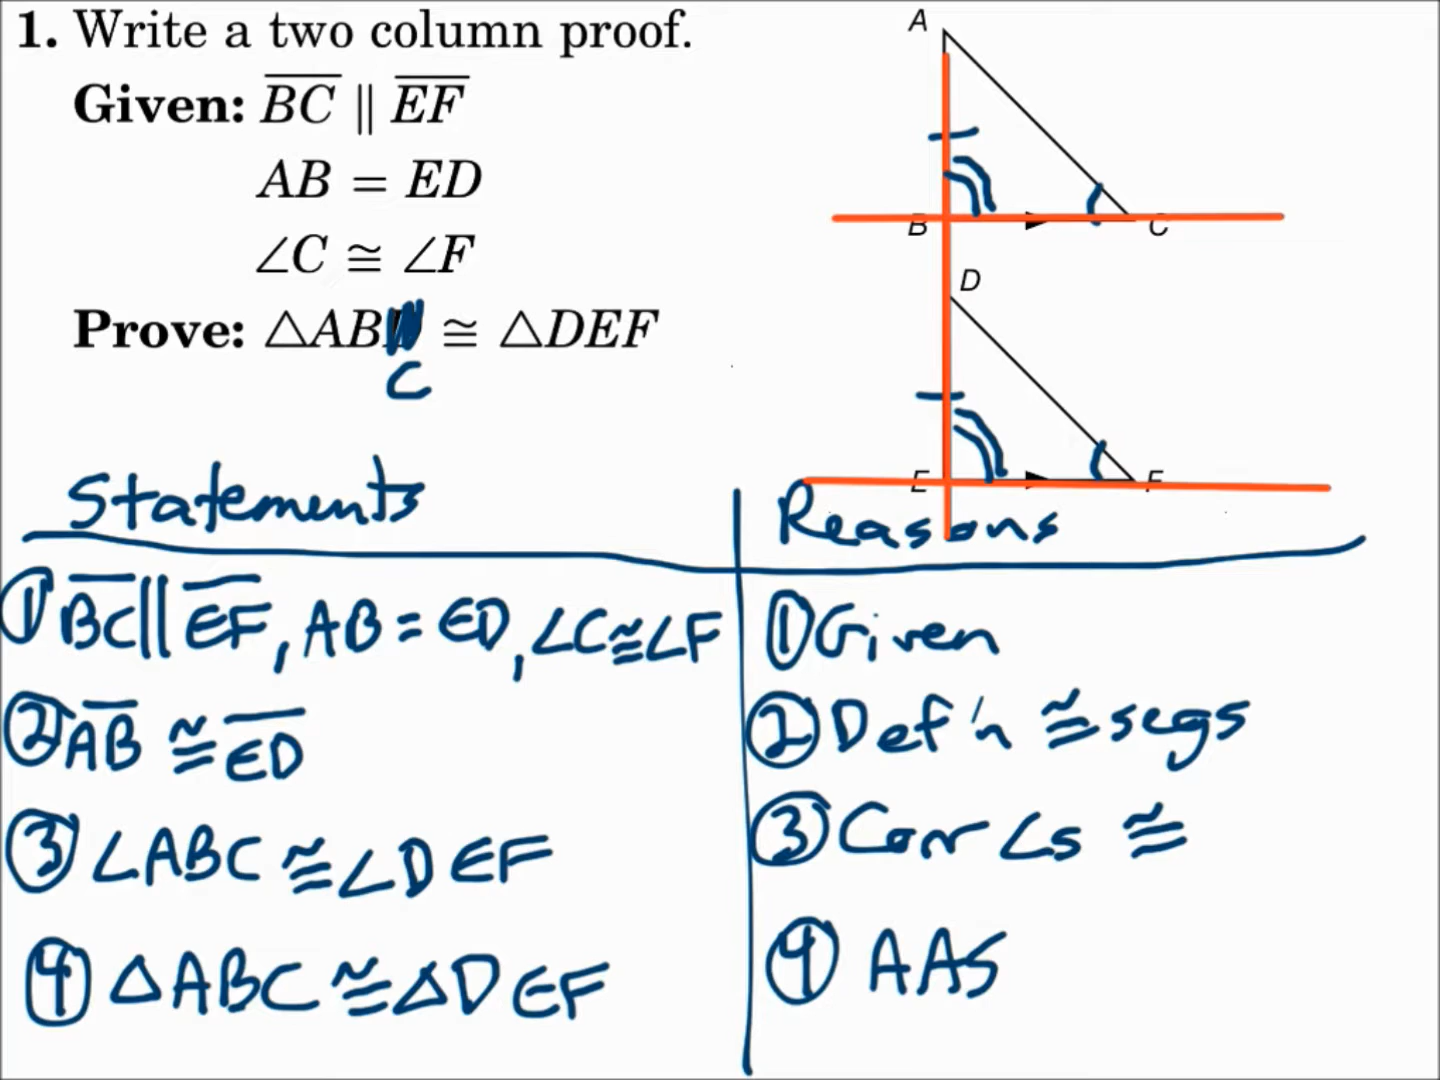 1. Write a two column proof.
Given: BC ∥ EF
AB = ED
∠C ≅ ∠F
Prove: △AB ≅ △DEF
C
A
B
C
D
E
F
Statements
Reasons
① BC || EF, AB = ED, ∠C ≅ ∠F
① Given
② AB ≅ ED
② Def'n ≅ segs
③ ∠ABC ≅ ∠DEF
③ Corr ∠s ≅
④ △ABC ≅ △DEF
④ AAS